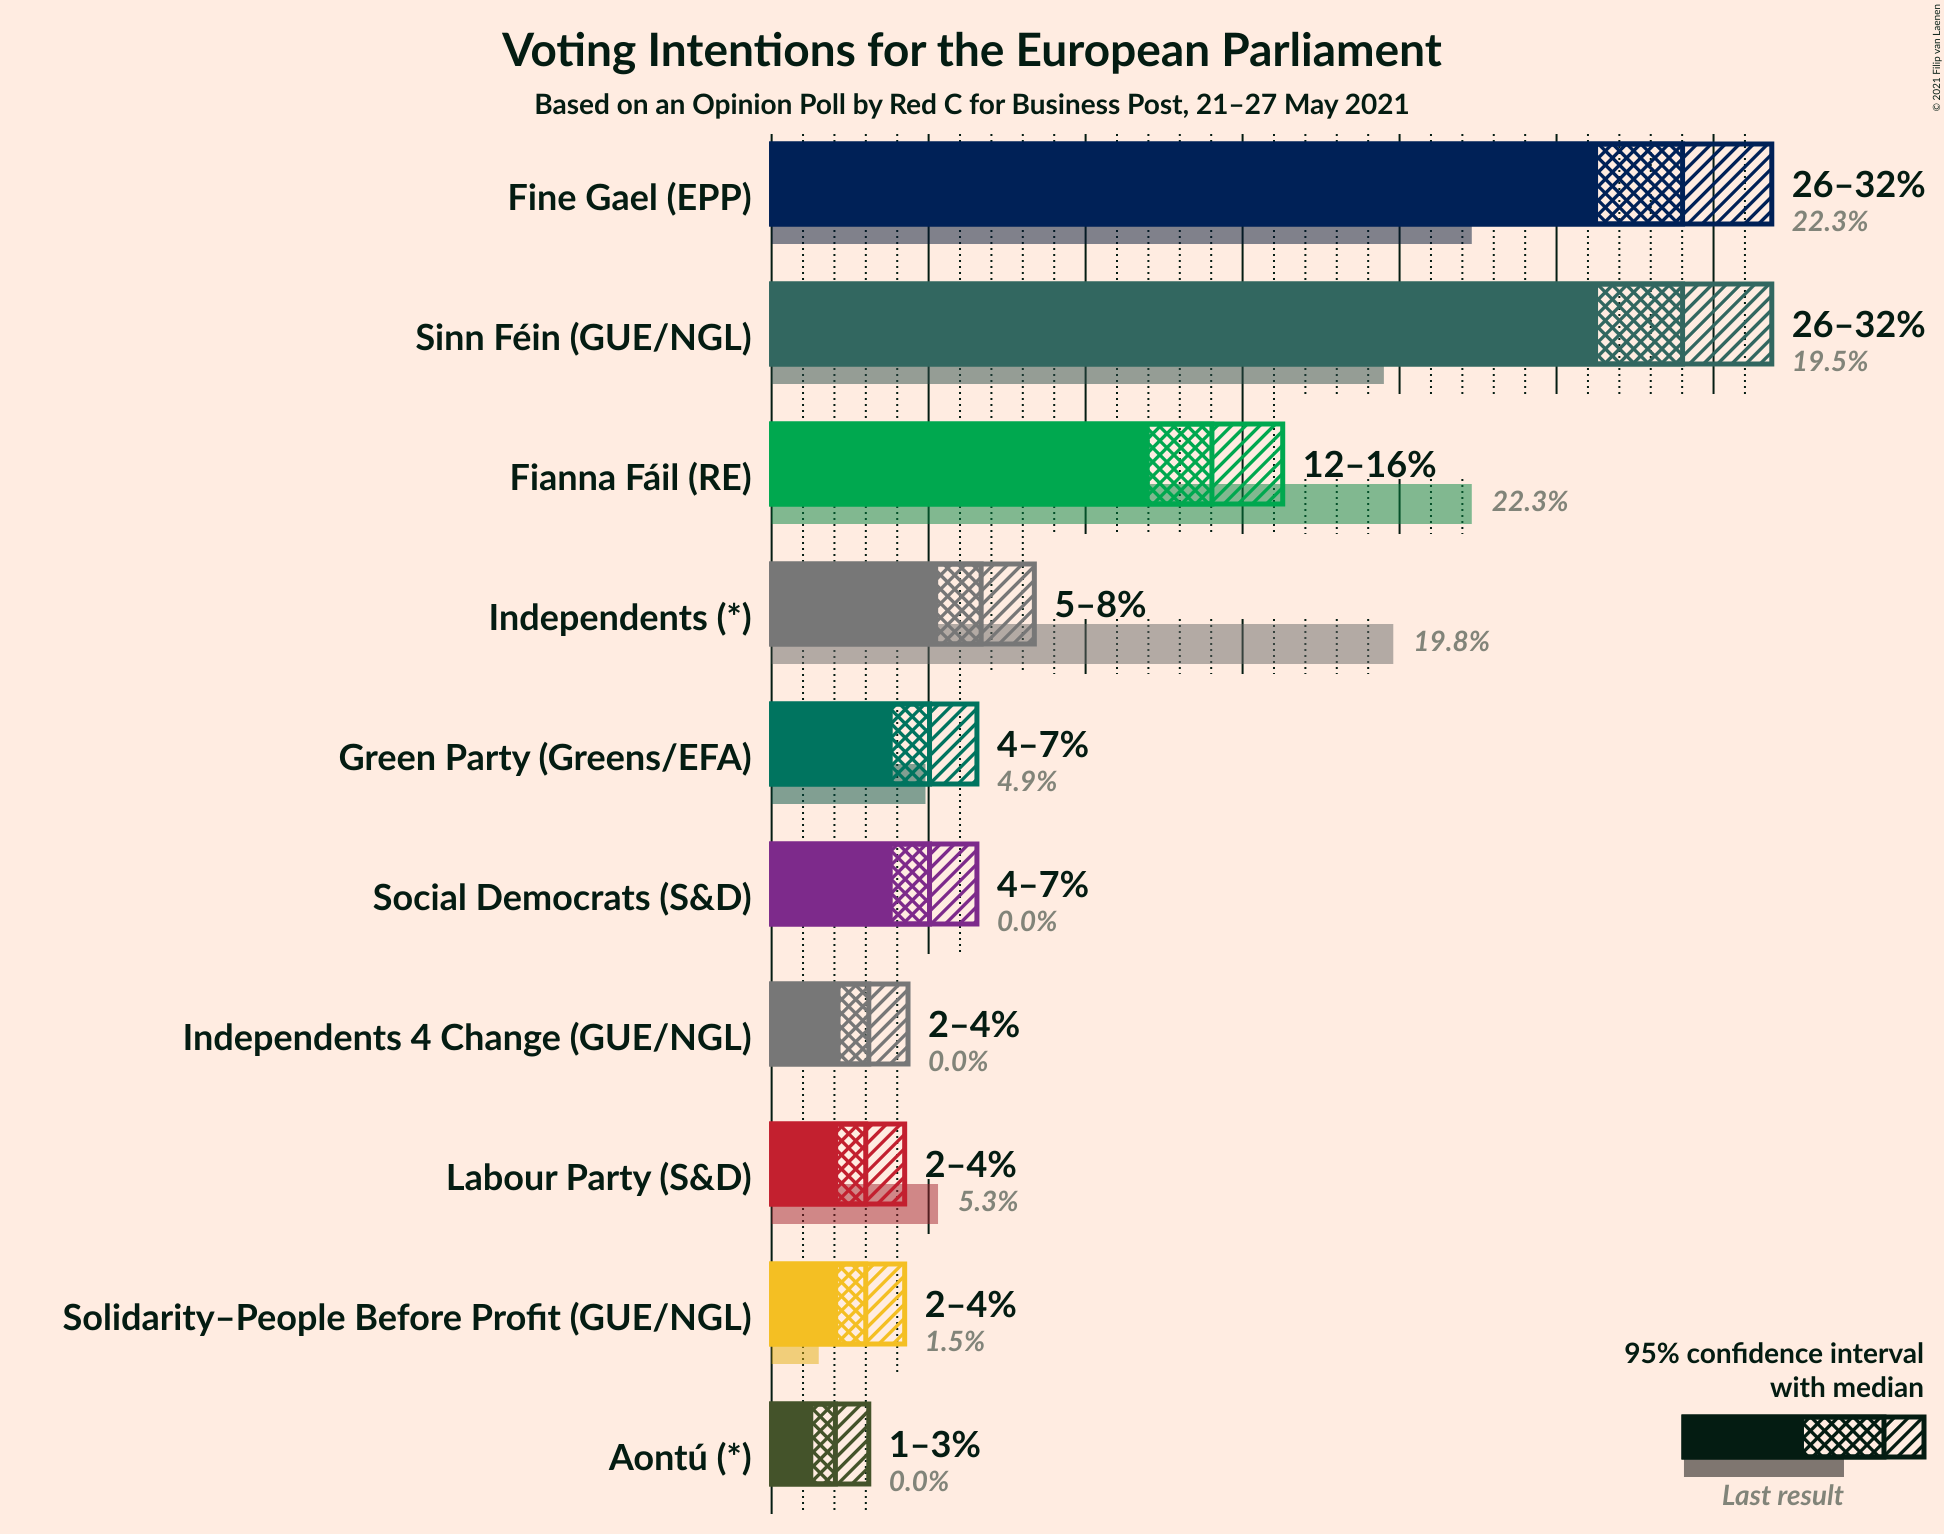 Voting Intentions for the European Parliament
Based on an Opinion Poll by Red C for Business Post, 21–27 May 2021
© 2021 Filip van Laenen
Fine Gael (EPP)
26–32%
22.3%
Sinn Féin (GUE/NGL)
26–32%
19.5%
Fianna Fáil (RE)
12–16%
22.3%
Independents (*)
5–8%
19.8%
Green Party (Greens/EFA)
4–7%
4.9%
Social Democrats (S&D)
4–7%
0.0%
Independents 4 Change (GUE/NGL)
2–4%
0.0%
Labour Party (S&D)
2–4%
5.3%
Solidarity–People Before Profit (GUE/NGL)
2–4%
1.5%
Aontú (*)
1–3%
0.0%
95% confidence interval
with median
Last result